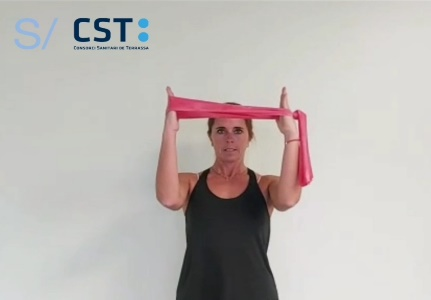 S/ CST:
CONSORCI SANITARI DE TERRASSA